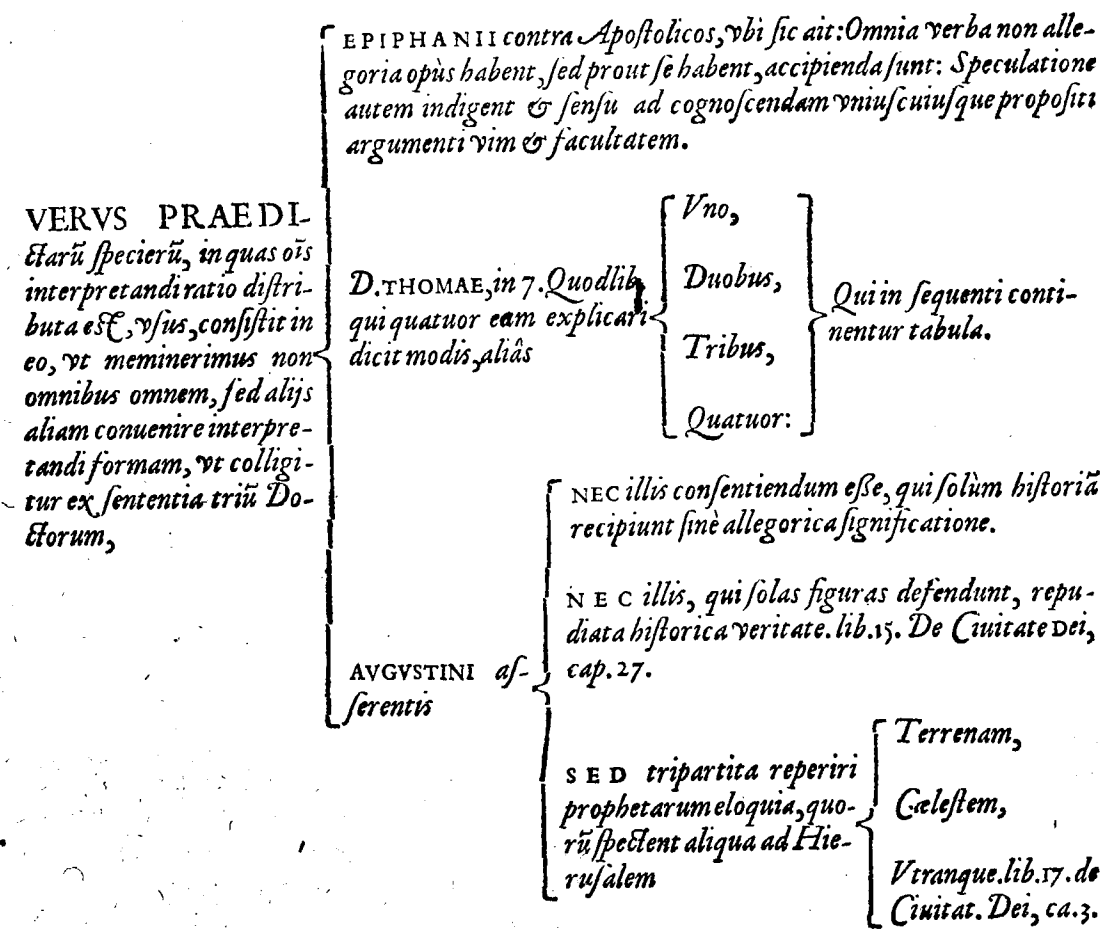 VERVS PRAEDI-
ctarũ specierũ, in quas oĩs
interpretandi ratio distri-
buta est, vsus, consistit in
eo, vt meminerimus non
omnibus omnem, sed alijs
aliam conuenire interpre-
tandi formam, vt colligi-
tur ex sententia triũ Do-
ctorum,
EPIPHANII contra Apostolicos, vbi sic ait: Omnia verba non alle-
goria opùs habent, sed prout se habent, accipienda sunt: Speculatione
autem indigent & sensu ad cognoscendam vniuscuiusque propositi
argumenti vim & facultatem.
D. THOMAE, in 7. Quodlib.
qui quatuor eam explicari
dicit modis, aliâs
Vno,
Duobus,
Tribus,
Quatuor:
Qui in sequenti conti-
nentur tabula.
AVGVSTINI as-
serentis
NEC illis consentiendum esse, qui solùm historiã
recipiunt sinè allegorica significatione.
NEC illis, qui solas figuras defendunt, repu-
diata historica veritate. lib. 15. De Ciuitate Dei,
cap. 27.
SED tripartita reperiri
prophetarum eloquia, quo-
rũ spectent aliqua ad Hie-
rusalem
Terrenam,
Cælestem,
Vtranque. lib. 17. de
Ciuitat. Dei, ca. 3.